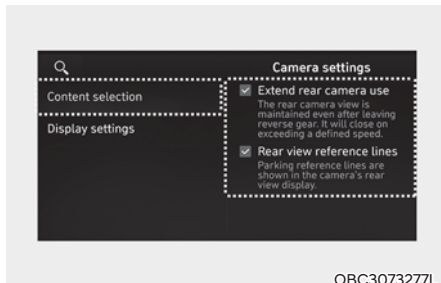 Camera settings
Content selection
Display settings
Extend rear camera use
The rear camera view is
maintained even after leaving
reverse gear. It will close on
exceeding a defined speed.
Rear view reference lines
Parking reference lines are
shown in the camera's rear
view display.
OBC3073277L